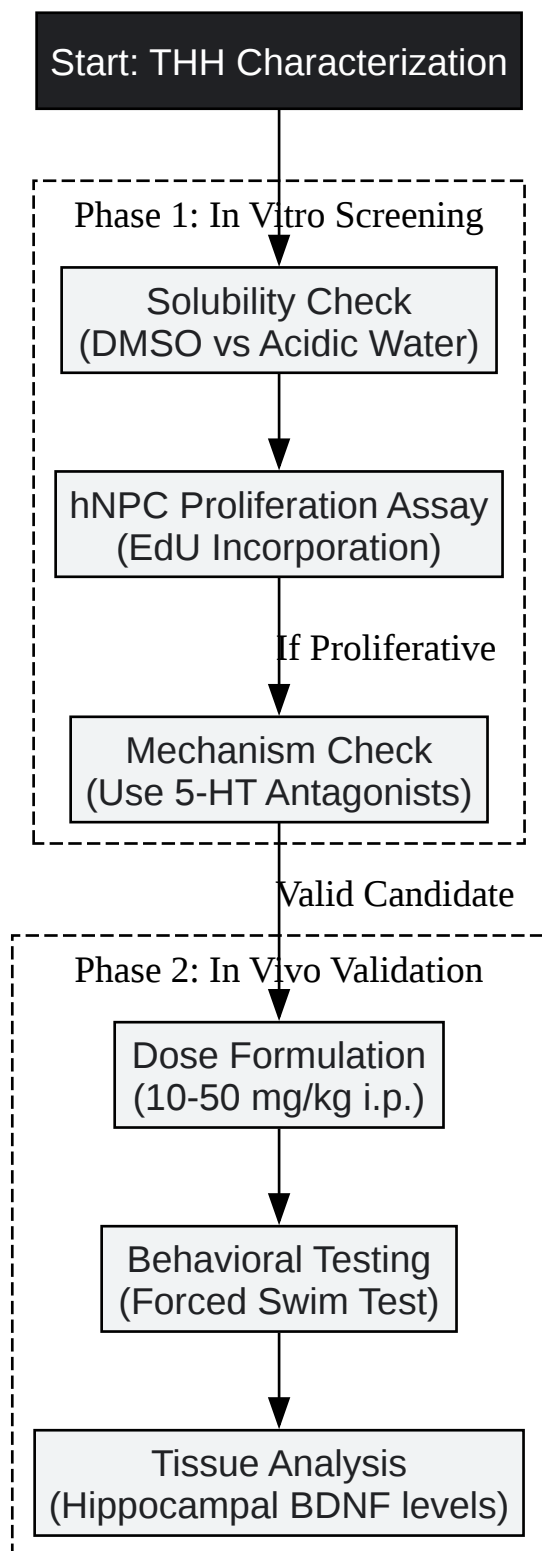 Start: THH Characterization
Phase 1: In Vitro Screening
Solubility Check
(DMSO vs Acidic Water)
hNPC Proliferation Assay
(EdU Incorporation)
If Proliferative
Mechanism Check
(Use 5-HT Antagonists)
Valid Candidate
Phase 2: In Vivo Validation
Dose Formulation
(10-50 mg/kg i.p.)
Behavioral Testing
(Forced Swim Test)
Tissue Analysis
(Hippocampal BDNF levels)